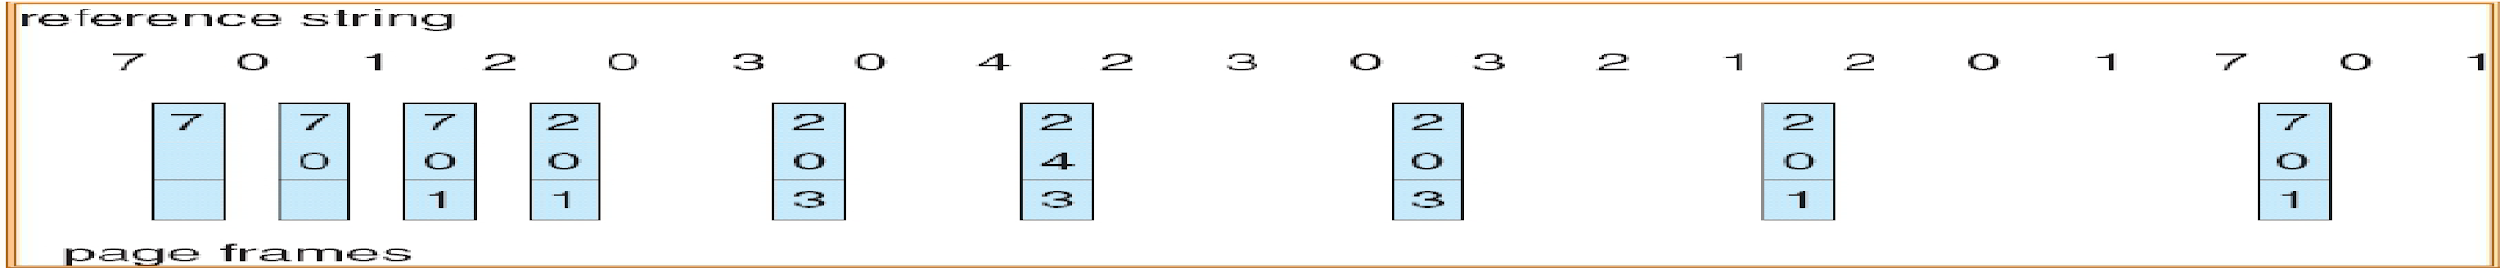 reference string
7 0 1 2 0 3 0 4 2 3 0 3 2 1 2 0 1 7 0 1
7 7 7 2 2 2 2 2 7
0 0 0 0 4 0 0 0
1 1 3 3 3 1 1
page frames